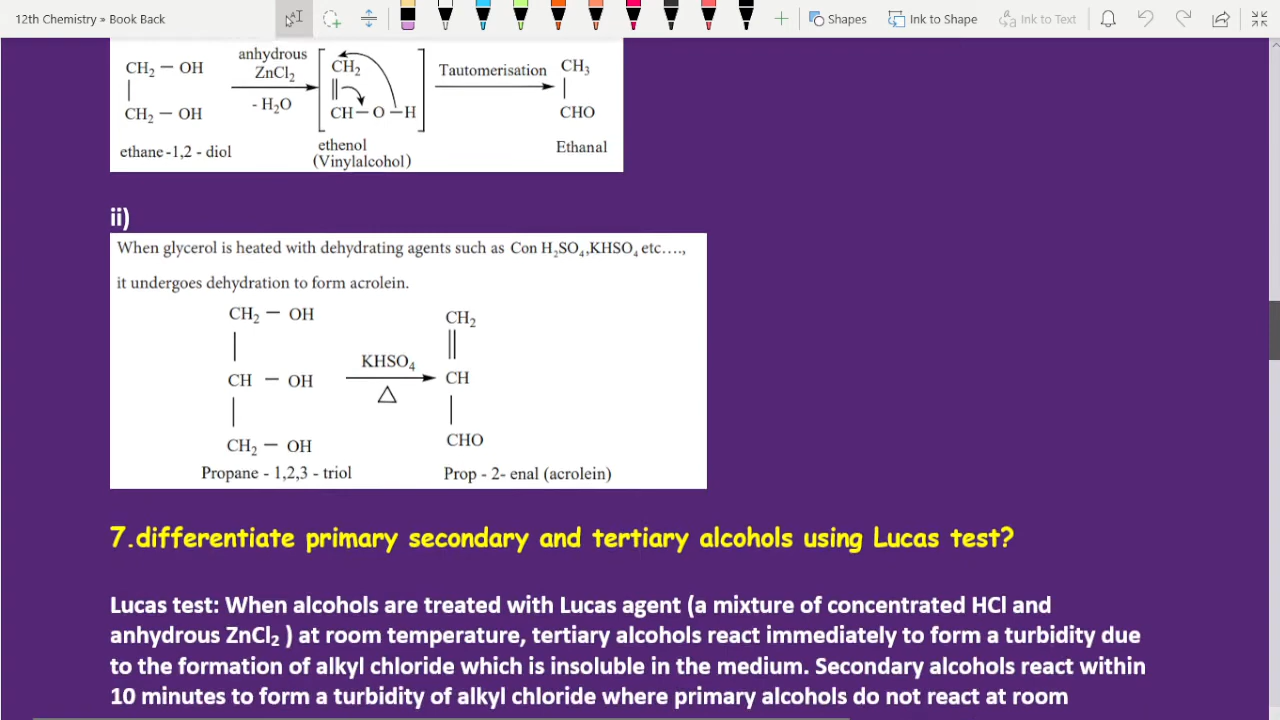 12th Chemistry » Book Back
Shapes
Ink to Shape
Ink to Text
CH₂ — OH
|
CH₂ — OH
ethane-1,2 - diol
anhydrous
ZnCl₂
- H₂O
CH₂
||
CH — O — H
ethenol
(Vinylalcohol)
Tautomerisation
CH₃
|
CHO
Ethanal
ii)
When glycerol is heated with dehydrating agents such as Con H₂SO₄,KHSO₄ etc….,
it undergoes dehydration to form acrolein.
CH₂ — OH
|
CH — OH
|
CH₂ — OH
Propane - 1,2,3 - triol
KHSO₄
△
CH₂
||
CH
|
CHO
Prop - 2- enal (acrolein)
7.differentiate primary secondary and tertiary alcohols using Lucas test?
Lucas test: When alcohols are treated with Lucas agent (a mixture of concentrated HCl and
anhydrous ZnCl₂ ) at room temperature, tertiary alcohols react immediately to form a turbidity due
to the formation of alkyl chloride which is insoluble in the medium. Secondary alcohols react within
10 minutes to form a turbidity of alkyl chloride where primary alcohols do not react at room